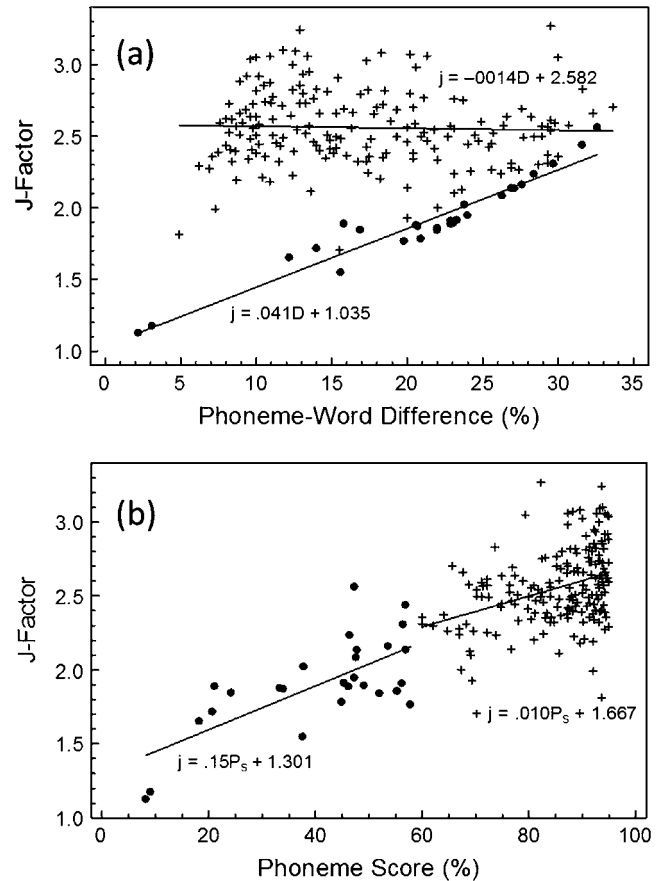 (a)
3.0
2.5
2.0
1.5
1.0
J-Factor
j = –0014D + 2.582
j = .041D + 1.035
0 5 10 15 20 25 30 35
Phoneme-Word Difference (%)
(b)
3.0
2.5
2.0
1.5
1.0
J-Factor
j = .010Ps + 1.667
j = .15Ps + 1.301
0 20 40 60 80 100
Phoneme Score (%)